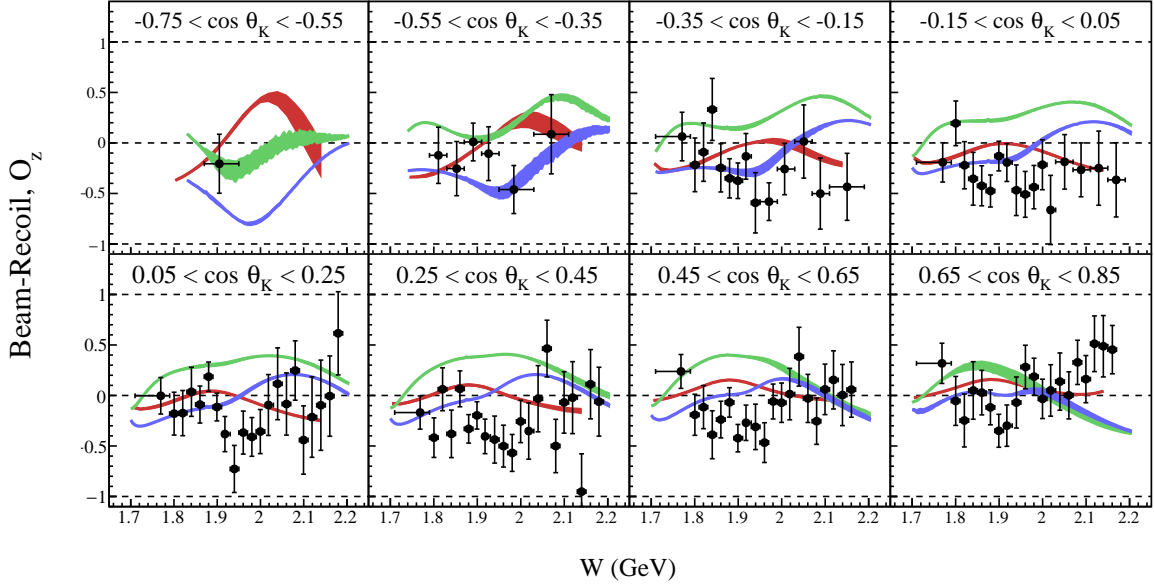 Beam-Recoil, O_z
-0.75 < cos θ_K < -0.55
-0.55 < cos θ_K < -0.35
-0.35 < cos θ_K < -0.15
-0.15 < cos θ_K < 0.05
1
0.5
0
-0.5
-1
0.05 < cos θ_K < 0.25
0.25 < cos θ_K < 0.45
0.45 < cos θ_K < 0.65
0.65 < cos θ_K < 0.85
1
0.5
0
-0.5
-1
1.7 1.8 1.9 2 2.1 2.2
1.7 1.8 1.9 2 2.1 2.2
1.7 1.8 1.9 2 2.1 2.2
1.7 1.8 1.9 2 2.1 2.2
W (GeV)